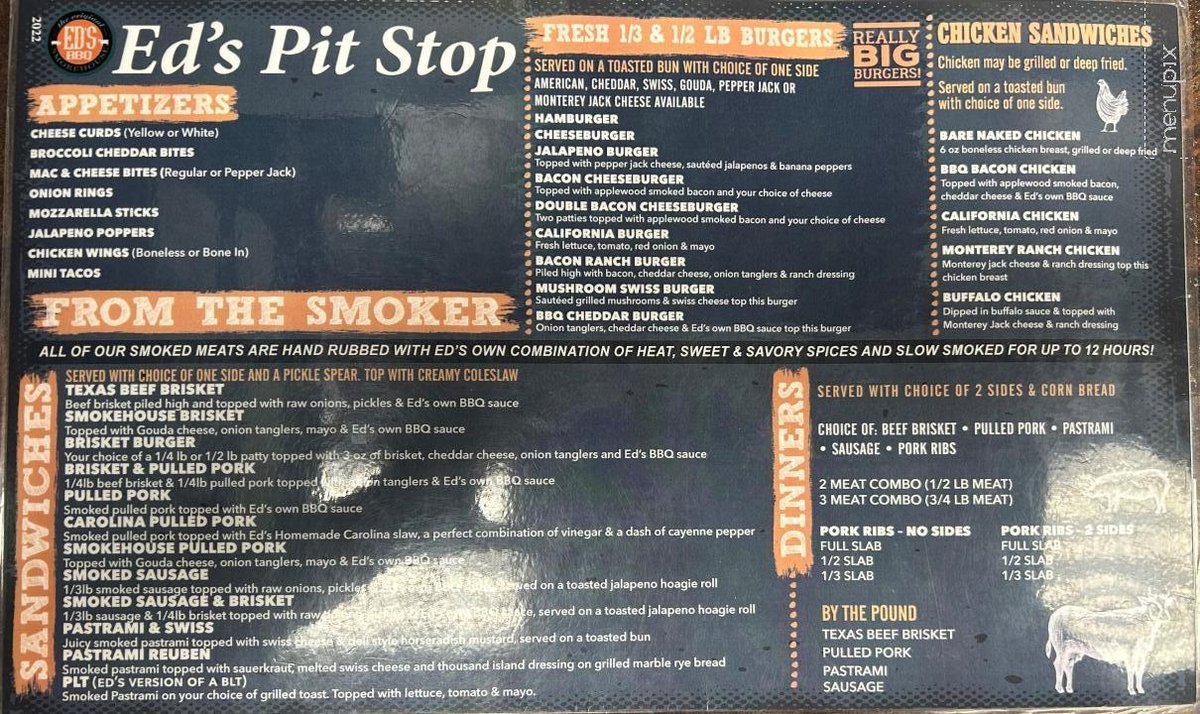 2022
the original
ED'S
BBQ
SMOKEHOUSE
Ed's Pit Stop
APPETIZERS
CHEESE CURDS (Yellow or White)
BROCCOLI CHEDDAR BITES
MAC & CHEESE BITES (Regular or Pepper Jack)
ONION RINGS
MOZZARELLA STICKS
JALAPENO POPPERS
CHICKEN WINGS (Boneless or Bone In)
MINI TACOS
FRESH 1/3 & 1/2 LB BURGERS
REALLY
BIG
BURGERS!
SERVED ON A TOASTED BUN WITH CHOICE OF ONE SIDE
AMERICAN, CHEDDAR, SWISS, GOUDA, PEPPER JACK OR
MONTEREY JACK CHEESE AVAILABLE
HAMBURGER
CHEESEBURGER
JALAPENO BURGER
Topped with pepper jack cheese, sautéed jalapenos & banana peppers
BACON CHEESEBURGER
Topped with applewood smoked bacon and your choice of cheese
DOUBLE BACON CHEESEBURGER
Two patties topped with applewood smoked bacon and your choice of cheese
CALIFORNIA BURGER
Fresh lettuce, tomato, red onion & mayo
BACON RANCH BURGER
Piled high with bacon, cheddar cheese, onion tanglers & ranch dressing
MUSHROOM SWISS BURGER
Sautéed grilled mushrooms & swiss cheese top this burger
BBQ CHEDDAR BURGER
Onion tanglers, cheddar cheese & Ed's own BBQ sauce top this burger
CHICKEN SANDWICHES
Chicken may be grilled or deep fried.
Served on a toasted bun
with choice of one side.
BARE NAKED CHICKEN
6 oz boneless chicken breast, grilled or deep fried
BBQ BACON CHICKEN
Topped with applewood smoked bacon,
cheddar cheese & Ed's own BBQ sauce
CALIFORNIA CHICKEN
Fresh lettuce, tomato, red onion & mayo
MONTEREY RANCH CHICKEN
Monterey jack cheese & ranch dressing top this
chicken breast
BUFFALO CHICKEN
Dipped in buffalo sauce & topped with
Monterey Jack cheese & ranch dressing
menupix
FROM THE SMOKER
ALL OF OUR SMOKED MEATS ARE HAND RUBBED WITH ED'S OWN COMBINATION OF HEAT, SWEET & SAVORY SPICES AND SLOW SMOKED FOR UP TO 12 HOURS!
SANDWICHES
SERVED WITH CHOICE OF ONE SIDE AND A PICKLE SPEAR. TOP WITH CREAMY COLESLAW
TEXAS BEEF BRISKET
Beef brisket piled high and topped with raw onions, pickles & Ed's own BBQ sauce
SMOKEHOUSE BRISKET
Topped with Gouda cheese, onion tanglers, mayo & Ed's own BBQ sauce
BRISKET BURGER
Your choice of a 1/4 lb or 1/2 lb patty topped with 3 oz of brisket, cheddar cheese, onion tanglers and Ed's BBQ sauce
BRISKET & PULLED PORK
1/4lb beef brisket & 1/4lb pulled pork topped with onion tanglers & Ed's own BBQ sauce
PULLED PORK
Smoked pulled pork topped with Ed's own BBQ sauce
CAROLINA PULLED PORK
Smoked pulled pork topped with Ed's Homemade Carolina slaw, a perfect combination of vinegar & a dash of cayenne pepper
SMOKEHOUSE PULLED PORK
Topped with Gouda cheese, onion tanglers, mayo & Ed's own BBQ sauce
SMOKED SAUSAGE
1/3lb smoked sausage topped with raw onions, pickles served on a toasted jalapeno hoagie roll
SMOKED SAUSAGE & BRISKET
1/3lb sausage & 1/4lb brisket topped with raw & Ed's own BBQ sauce, served on a toasted jalapeno hoagie roll
PASTRAMI & SWISS
Juicy smoked pastrami topped with swiss cheese & deli style horseradish mustard, served on a toasted bun
PASTRAMI REUBEN
Smoked pastrami topped with sauerkraut, melted swiss cheese and thousand island dressing on grilled marble rye bread
PLT (ED'S VERSION OF A BLT)
Smoked Pastrami on your choice of grilled toast. Topped with lettuce, tomato & mayo.
DINNERS
SERVED WITH CHOICE OF 2 SIDES & CORN BREAD
CHOICE OF: BEEF BRISKET • PULLED PORK • PASTRAMI
• SAUSAGE • PORK RIBS
2 MEAT COMBO (1/2 LB MEAT)
3 MEAT COMBO (3/4 LB MEAT)
PORK RIBS - NO SIDES
FULL SLAB
1/2 SLAB
1/3 SLAB
PORK RIBS - 2 SIDES
FULL SLAB
1/2 SLAB
1/3 SLAB
BY THE POUND
TEXAS BEEF BRISKET
PULLED PORK
PASTRAMI
SAUSAGE